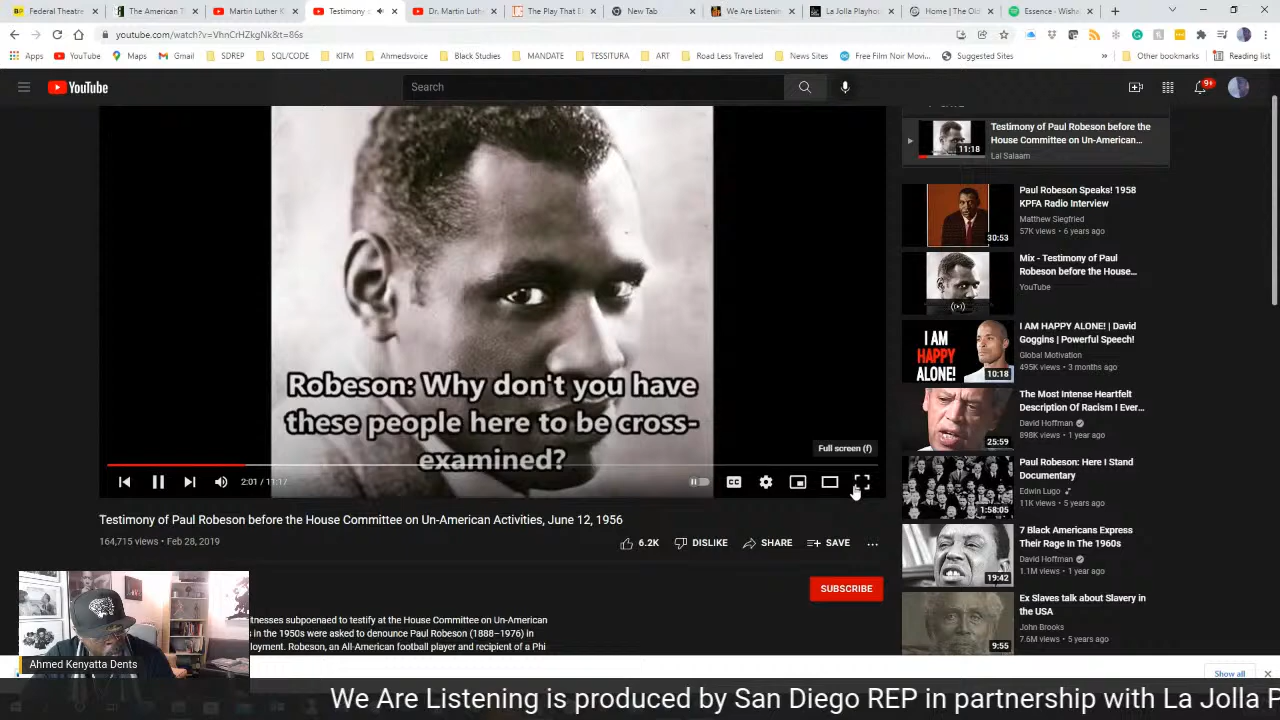 Federal Theatre
The American T
Martin Luther K
Testimony o
Dr. Martin Luthe
The Play That E
New Tab
We Are Listenin
La Jolla Playhou
Home | The Old
Essence - Wisha
youtube.com/watch?v=VhnCrHZkgNk&t=86s
Apps
YouTube
Maps
Gmail
SDREP
SQL/CODE
KIFM
Ahmedsvoice
Black Studies
MANDATE
TESSITURA
ART
Road Less Traveled
News Sites
Free Film Noir Movi...
Suggested Sites
»
Other bookmarks
Reading list
YouTube
Search
9+
Robeson: Why don't you have
these people here to be cross-
examined?
Full screen (f)
2:01 / 11:17
CC
Testimony of Paul Robeson before the House Committee on Un-American Activities, June 12, 1956
164,715 views • Feb 28, 2019
6.2K
DISLIKE
SHARE
SAVE
...
SUBSCRIBE
tnesses subpoenaed to testify at the House Committee on Un-American
in the 1950s were asked to denounce Paul Robeson (1888–1976) in
loyment. Robeson, an All-American football player and recipient of a Phi
Testimony of Paul Robeson before the
House Committee on Un-American...
Lal Salaam
11:18
Paul Robeson Speaks! 1958
KPFA Radio Interview
Matthew Siegfried
57K views • 6 years ago
30:53
Mix - Testimony of Paul
Robeson before the House...
YouTube
I AM
HAPPY
ALONE!
10:18
I AM HAPPY ALONE! | David
Goggins | Powerful Speech!
Global Motivation
495K views • 3 months ago
The Most Intense Heartfelt
Description Of Racism I Ever...
David Hoffman
898K views • 1 year ago
25:59
Paul Robeson: Here I Stand
Documentary
Edwin Lugo
11K views • 5 years ago
1:58:05
7 Black Americans Express
Their Rage In The 1960s
David Hoffman
1.1M views • 1 year ago
19:42
Ex Slaves talk about Slavery in
the USA
John Brooks
7.6M views • 5 years ago
9:55
Ahmed Kenyatta Dents
Show all
We Are Listening is produced by San Diego REP in partnership with La Jolla P